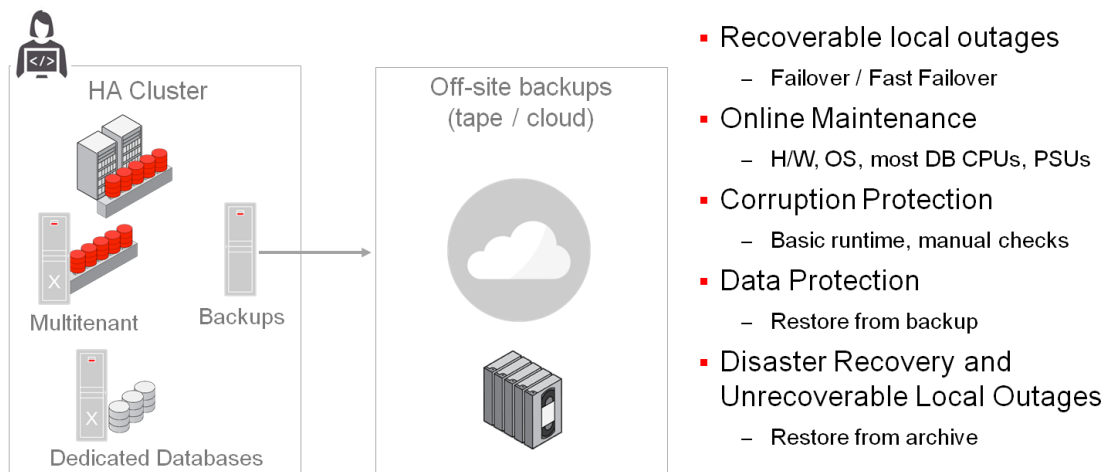 </>
HA Cluster
X
Multitenant
Backups
X
Dedicated Databases
Off-site backups
(tape / cloud)
▪ Recoverable local outages
– Failover / Fast Failover
▪ Online Maintenance
– H/W, OS, most DB CPUs, PSUs
▪ Corruption Protection
– Basic runtime, manual checks
▪ Data Protection
– Restore from backup
▪ Disaster Recovery and
Unrecoverable Local Outages
– Restore from archive